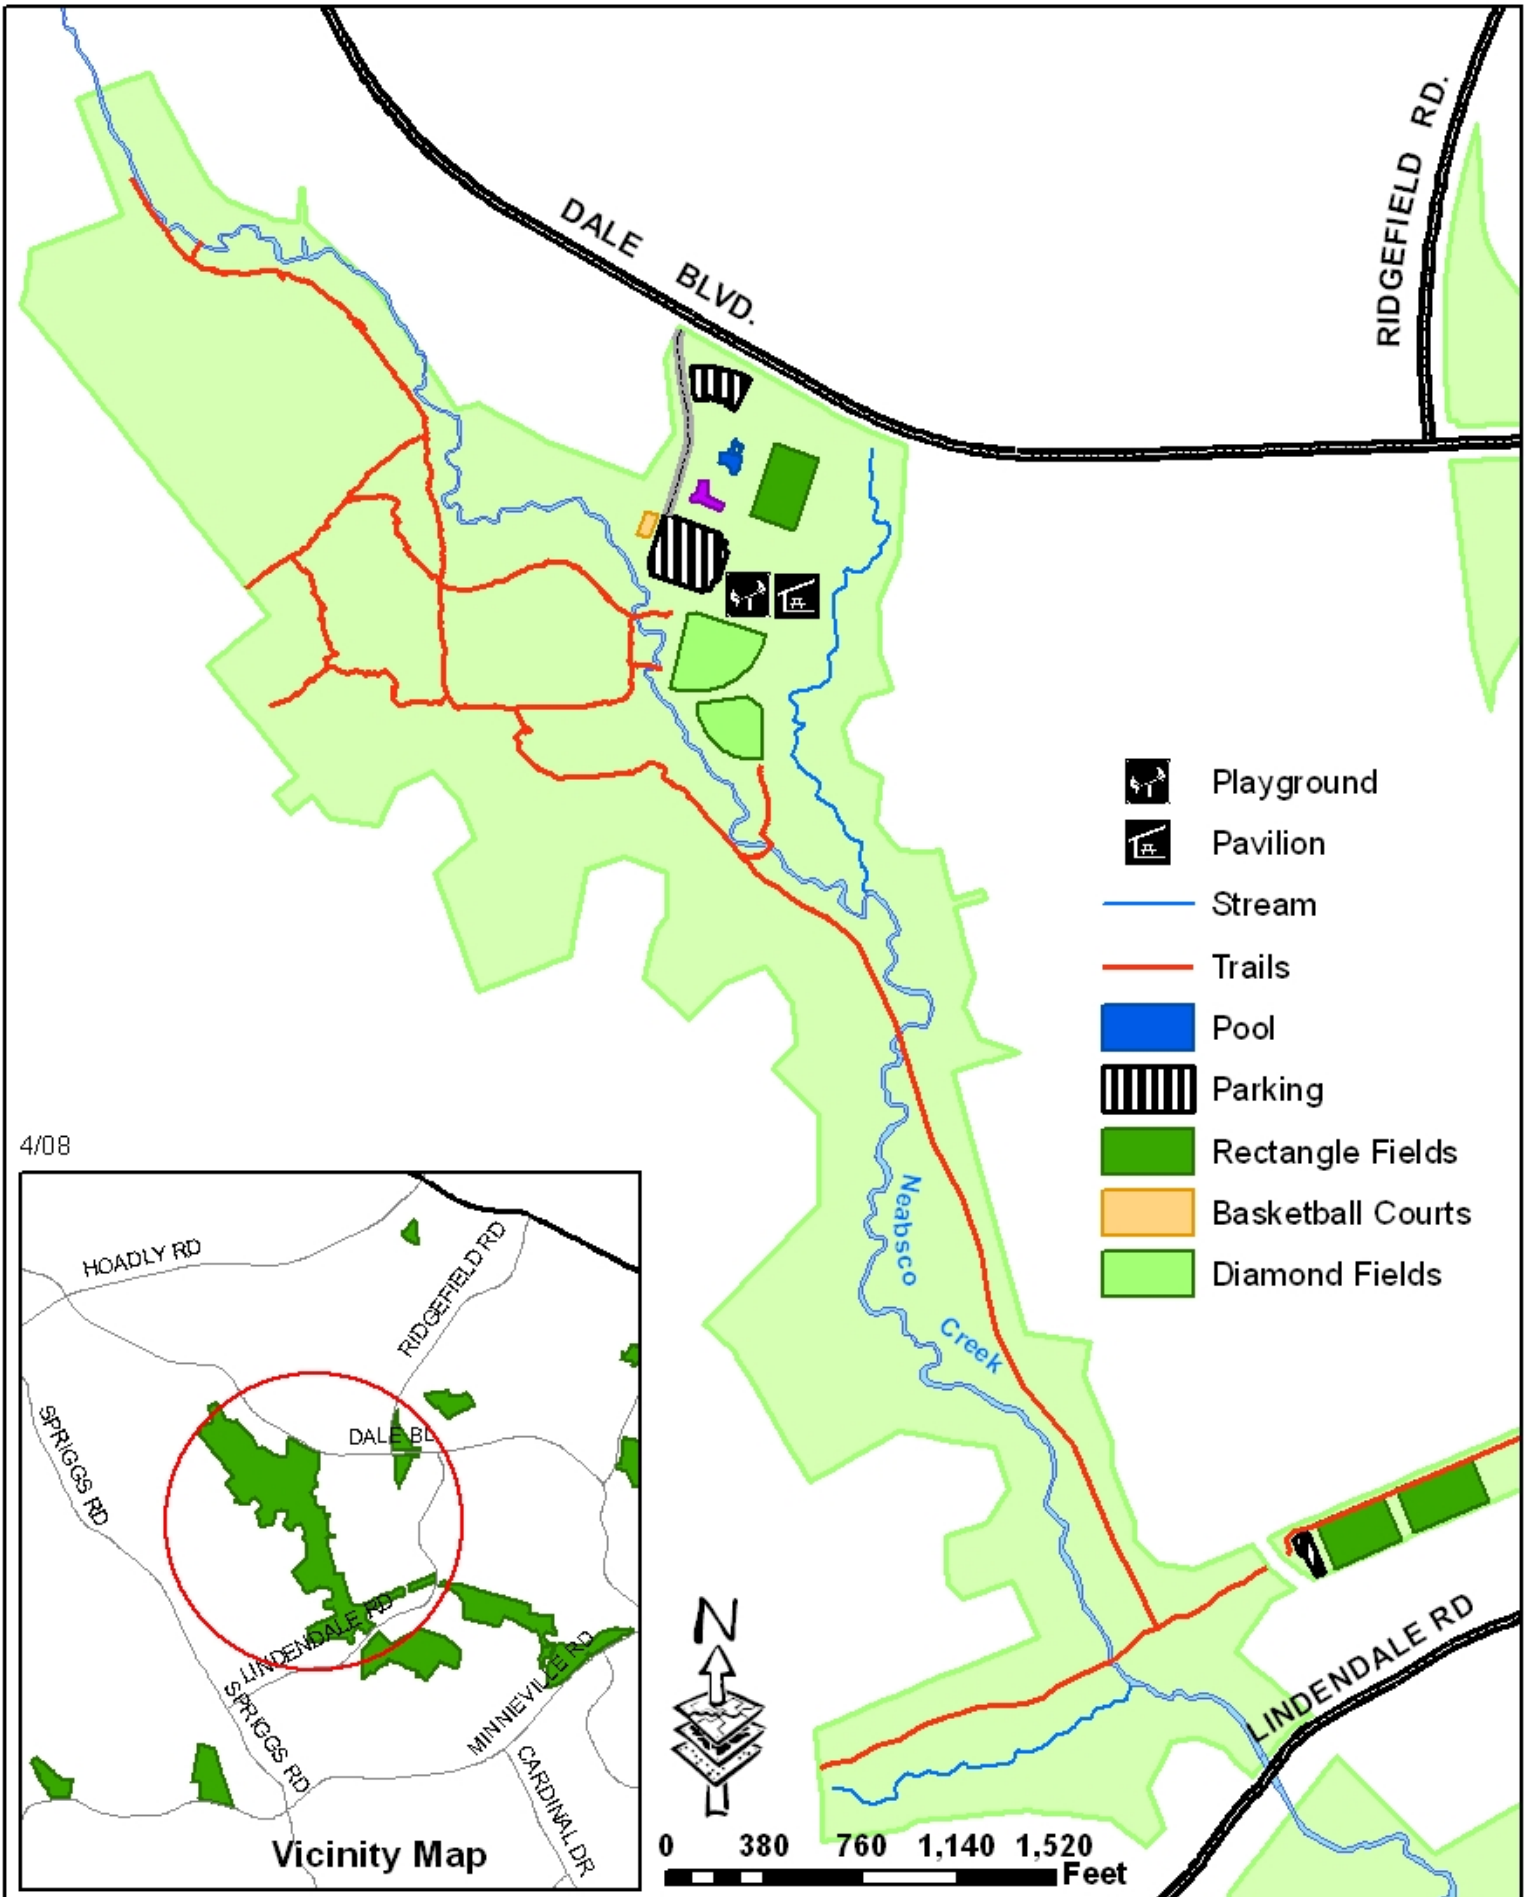 DALE BLVD.
RIDGEFIELD RD.
Playground
Pavilion
Stream
Trails
Pool
Parking
Rectangle Fields
Basketball Courts
Diamond Fields
Neabsco
Creek
4/08
HOADLY RD
RIDGEFIELD RD
SPRIGGS RD
DALE BL
LINDENDALE RD
SPRIGGS RD
MINNIEVILLE RD
CARDINAL DR
Vicinity Map
N
LINDENDALE RD
0 380 760 1,140 1,520
Feet